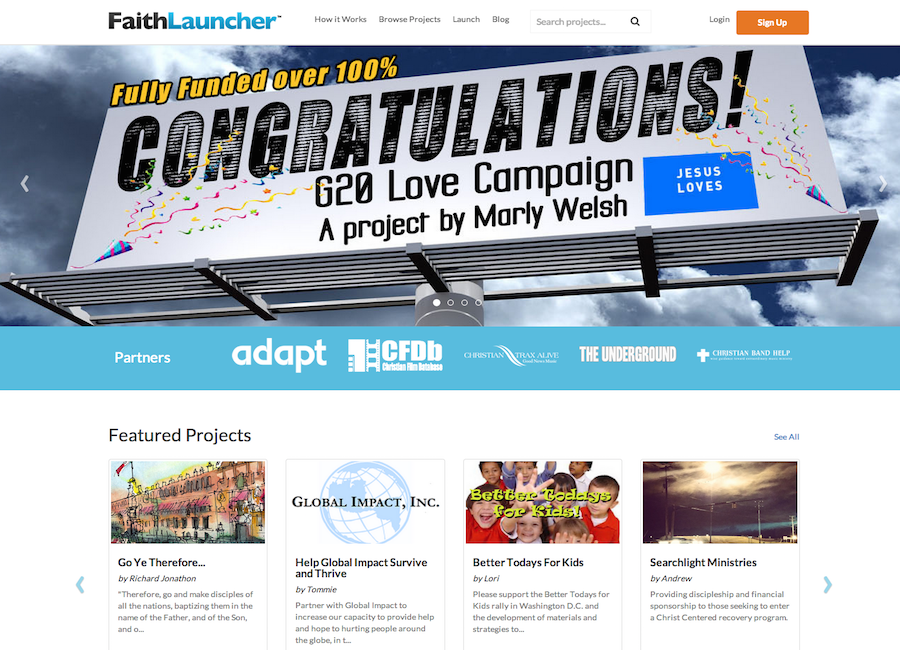 FaithLauncher™
How it Works
Browse Projects
Launch
Blog
Search projects...
Login
Sign Up
Fully Funded over 100%
CONGRATULATIONS!
G20 Love Campaign
A project by Marly Welsh
JESUS
LOVES
Partners
adapt
CFDb
Christian Film Database
CHRISTIAN TRAX ALIVE
Good News Music
THE UNDERGROUND
CHRISTIAN HAND HELP
Featured Projects
See All
GLOBAL IMPACT, INC.
Better Todays
for Kids!
Go Ye Therefore...
by Richard Jonathon
"Therefore, go and make disciples of
all the nations, baptizing them in the
name of the Father, and of the Son,
and o...
Help Global Impact Survive
and Thrive
by Tommie
Partner with Global Impact to
increase our capacity to provide help
and hope to hurting people around
the globe, in t...
Better Todays For Kids
by Lori
Please support the Better Todays for
Kids rally in Washington D.C. and
the development of materials and
strategies to...
Searchlight Ministries
by Andrew
Providing discipleship and financial
sponsorship to those seeking to enter
a Christ Centered recovery program.